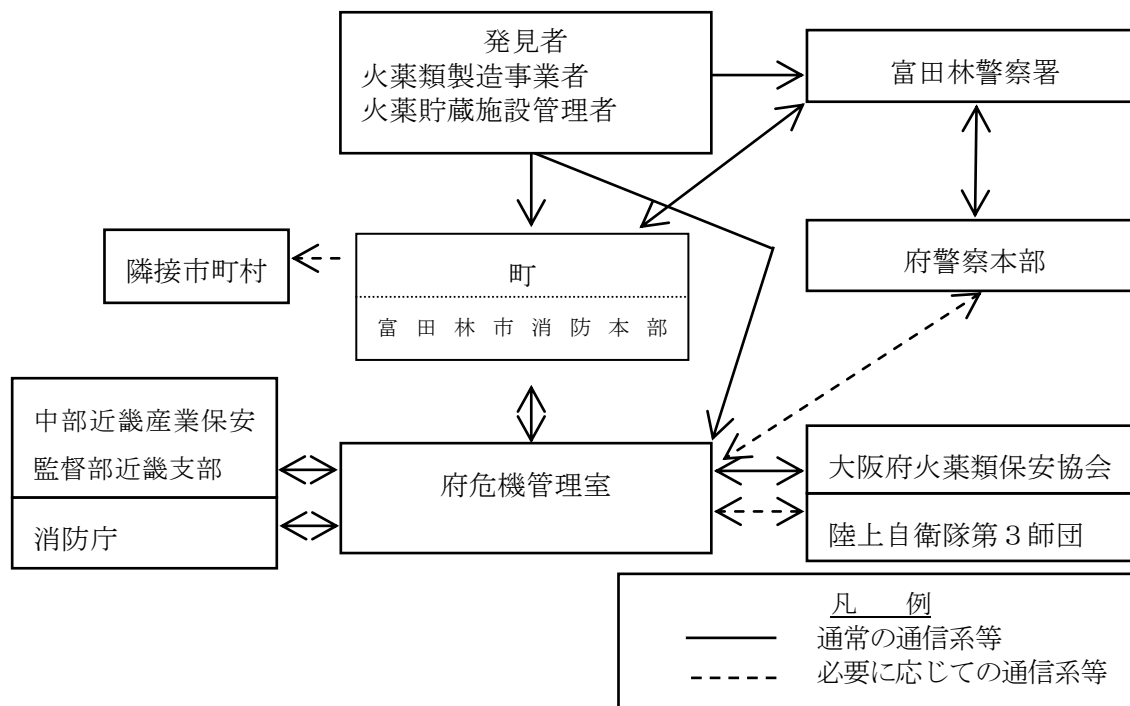 発見者
火薬類製造事業者
火薬貯蔵施設管理者
富田林警察署
隣接市町村
町
富田林市消防本部
府警察本部
中部近畿産業保安
監督部近畿支部
消防庁
府危機管理室
大阪府火薬類保安協会
陸上自衛隊第３師団
凡　例
通常の通信系等
必要に応じての通信系等